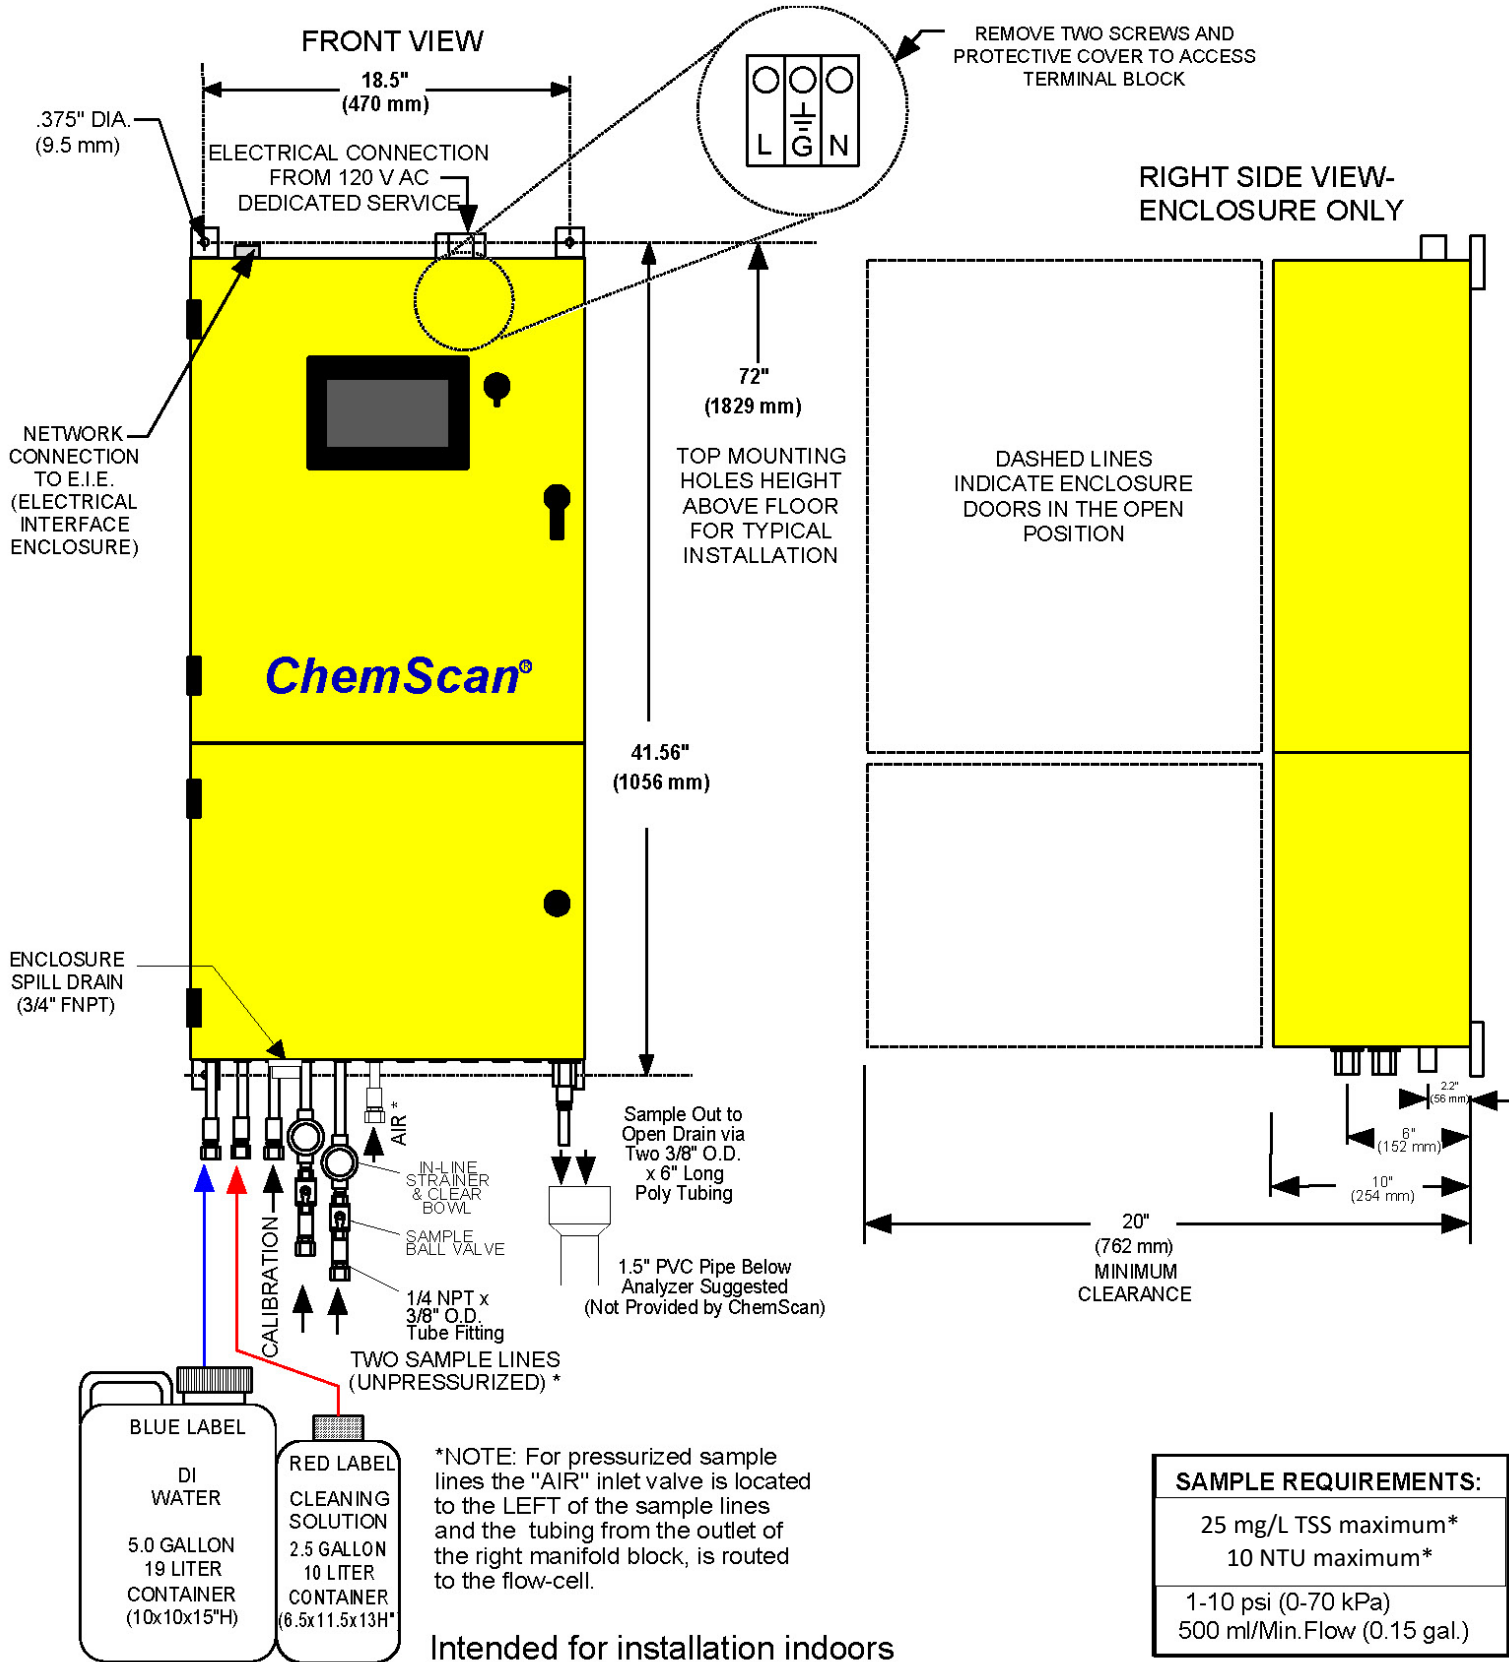 FRONT VIEW
18.5"
(470 mm)
.375" DIA.
(9.5 mm)
ELECTRICAL CONNECTION
FROM 120 V AC
DEDICATED SERVICE
L G N
REMOVE TWO SCREWS AND
PROTECTIVE COVER TO ACCESS
TERMINAL BLOCK
RIGHT SIDE VIEW-
ENCLOSURE ONLY
NETWORK
CONNECTION
TO E.I.E.
(ELECTRICAL
INTERFACE
ENCLOSURE)
72"
(1829 mm)
TOP MOUNTING
HOLES HEIGHT
ABOVE FLOOR
FOR TYPICAL
INSTALLATION
DASHED LINES
INDICATE ENCLOSURE
DOORS IN THE OPEN
POSITION
ChemScan®
41.56"
(1056 mm)
ENCLOSURE
SPILL DRAIN
(3/4" FNPT)
AIR *
IN-LINE
STRAINER
& CLEAR
BOWL
SAMPLE
BALL VALVE
CALIBRATION
1/4 NPT x
3/8" O.D.
Tube Fitting
TWO SAMPLE LINES
(UNPRESSURIZED) *
Sample Out to
Open Drain via
Two 3/8" O.D.
x 6" Long
Poly Tubing
1.5" PVC Pipe Below
Analyzer Suggested
(Not Provided by ChemScan)
2.2"
(56 mm)
6"
(152 mm)
10"
(254 mm)
20"
(762 mm)
MINIMUM
CLEARANCE
BLUE LABEL
DI
WATER
5.0 GALLON
19 LITER
CONTAINER
(10x10x15"H)
RED LABEL
CLEANING
SOLUTION
2.5 GALLON
10 LITER
CONTAINER
(6.5x11.5x13H")
*NOTE: For pressurized sample
lines the "AIR" inlet valve is located
to the LEFT of the sample lines
and the tubing from the outlet of
the right manifold block, is routed
to the flow-cell.
Intended for installation indoors
SAMPLE REQUIREMENTS:
25 mg/L TSS maximum*
10 NTU maximum*
1-10 psi (0-70 kPa)
500 ml/Min.Flow (0.15 gal.)